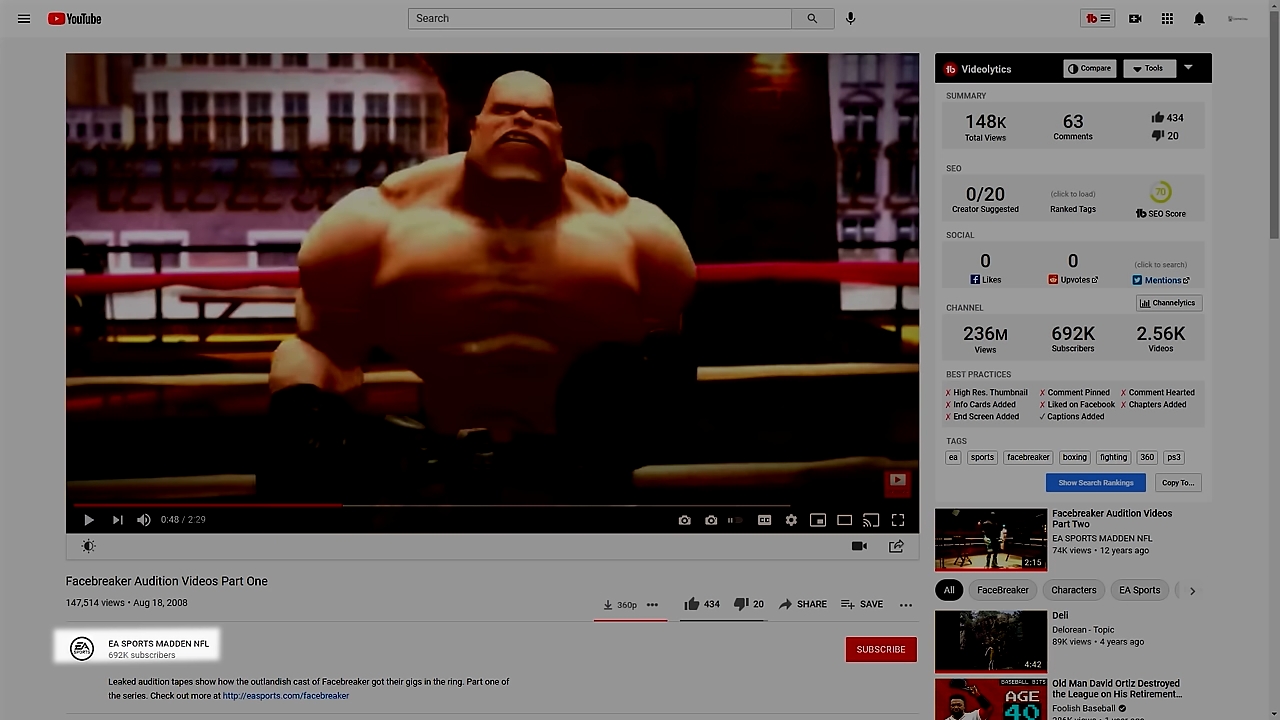 YouTube
Search
tb
Videolytics
Compare
Tools
SUMMARY
148K
Total Views
63
Comments
434
20
SEO
0/20
Creator Suggested
(click to load)
Ranked Tags
70
tb SEO Score
SOCIAL
0
Likes
0
Upvotes
(click to search)
Mentions
CHANNEL
Channelytics
236M
Views
692K
Subscribers
2.56K
Videos
BEST PRACTICES
✗ High Res. Thumbnail ✗ Comment Pinned ✗ Comment Hearted
✗ Info Cards Added ✗ Liked on Facebook ✗ Chapters Added
✗ End Screen Added ✓ Captions Added
TAGS
ea sports facebreaker boxing fighting 360 ps3
Show Search Rankings Copy To...
0:48 / 2:29
CC
Facebreaker Audition Videos Part One
147,514 views • Aug 18, 2008
360p ••• 434 20 SHARE SAVE •••
EA SPORTS
EA SPORTS MADDEN NFL
692K subscribers
SUBSCRIBE
Leaked audition tapes show how the outlandish cast of FaceBreaker got their gigs in the ring. Part one of
the series. Check out more at http://easports.com/facebreaker
2:15
Facebreaker Audition Videos
Part Two
EA SPORTS MADDEN NFL
74K views • 12 years ago
All FaceBreaker Characters EA Sports
4:42
Deli
Delorean - Topic
89K views • 4 years ago
BASEBALL BITS
AGE
40
Old Man David Ortiz Destroyed
the League on His Retirement...
Foolish Baseball